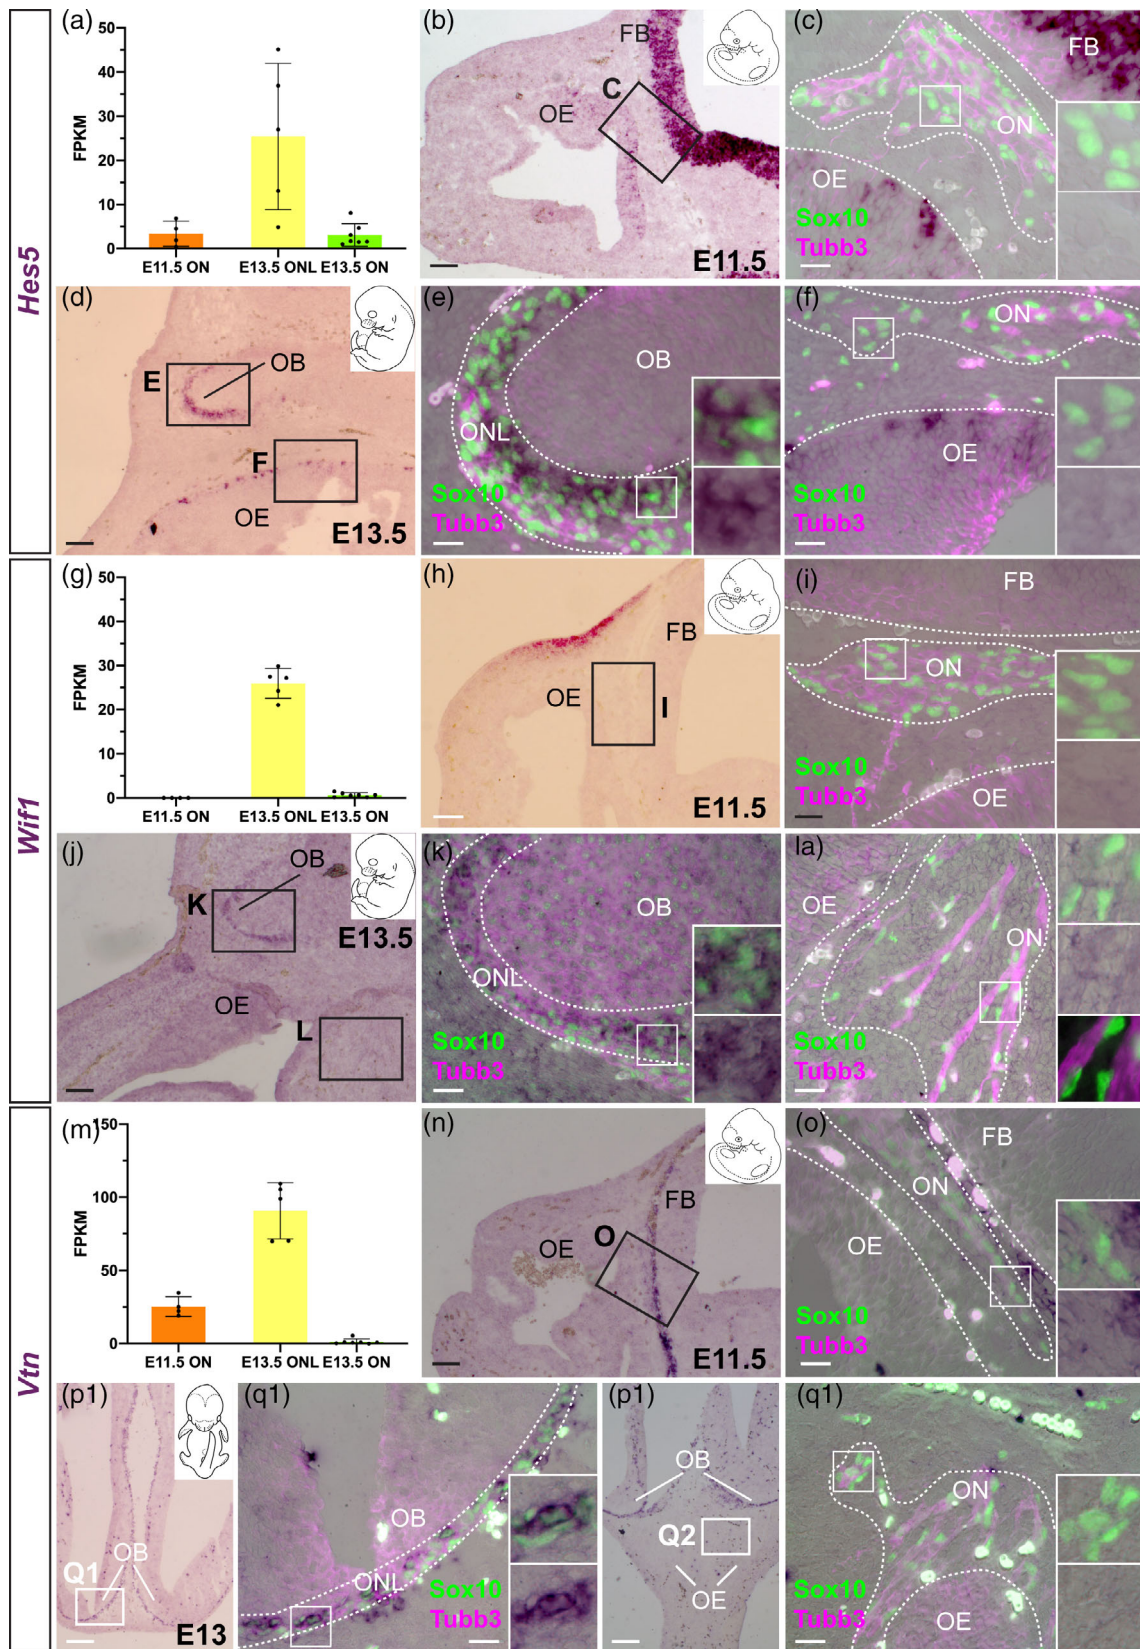 Hes5
(a)
50
40
30
20
10
0
FPKM
E11.5 ON
E13.5 ONL
E13.5 ON
(b)
FB
OE
C
E11.5
(c)
FB
ON
OE
Sox10
Tubb3
(d)
OB
E
F
OE
E13.5
(e)
OB
ONL
Sox10
Tubb3
(f)
ON
OE
Sox10
Tubb3
Wif1
(g)
50
40
30
20
10
0
FPKM
E11.5 ON
E13.5 ONL
E13.5 ON
(h)
FB
OE
I
E11.5
(i)
FB
ON
Sox10
Tubb3
OE
(j)
OB
K
E13.5
OE
L
(k)
OB
ONL
Sox10
Tubb3
la)
OE
ON
Sox10
Tubb3
Vtn
(m)
150
100
50
0
FPKM
E11.5 ON
E13.5 ONL
E13.5 ON
(n)
FB
O
OE
E11.5
(o)
FB
ON
OE
Sox10
Tubb3
(p1)
OB
Q1
E13
(q1)
OB
ONL
Sox10
Tubb3
(p1)
OB
Q2
OE
(q1)
ON
Sox10
Tubb3
OE